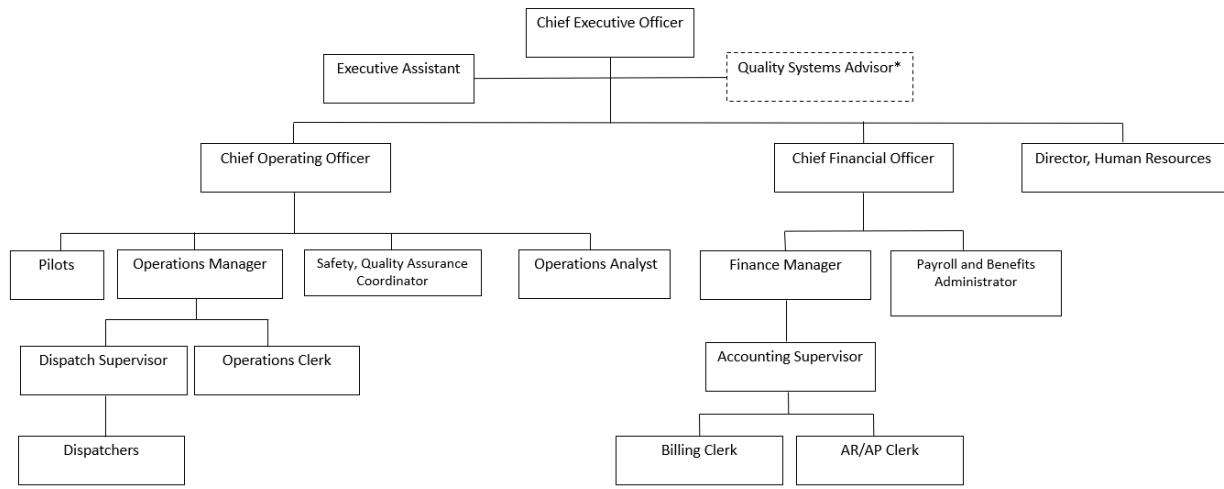 Chief Executive Officer
Executive Assistant
Quality Systems Advisor*
Chief Operating Officer
Chief Financial Officer
Director, Human Resources
Pilots
Operations Manager
Safety, Quality Assurance
Coordinator
Operations Analyst
Finance Manager
Payroll and Benefits
Administrator
Dispatch Supervisor
Operations Clerk
Accounting Supervisor
Dispatchers
Billing Clerk
AR/AP Clerk